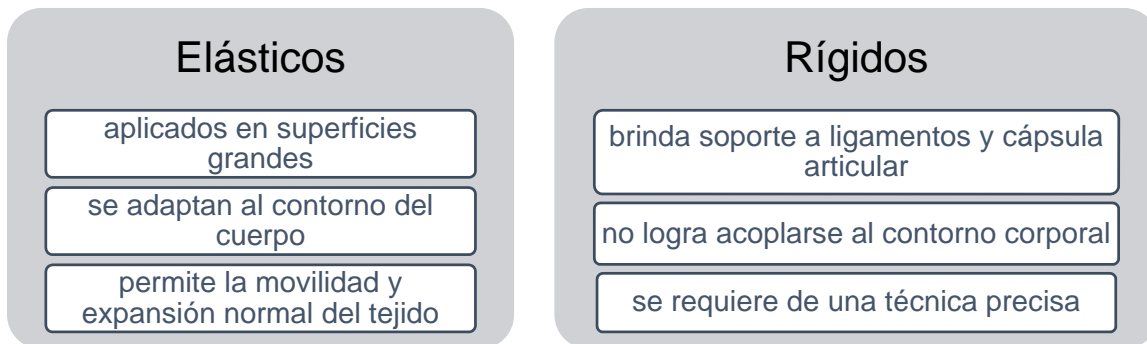 Elásticos
aplicados en superficies
grandes
se adaptan al contorno del
cuerpo
permite la movilidad y
expansión normal del tejido
Rígidos
brinda soporte a ligamentos y cápsula
articular
no logra acoplarse al contorno corporal
se requiere de una técnica precisa